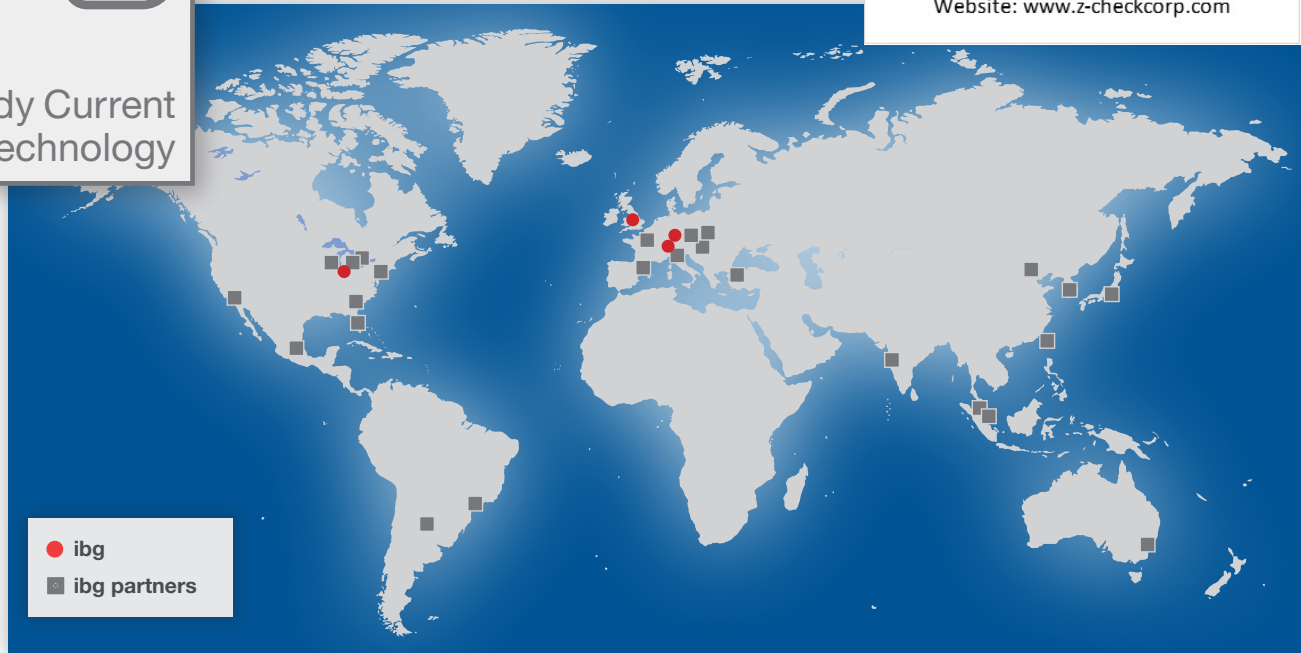 Website: www.z-checkcorp.com
dy Current
echnology
ibg
ibg partners